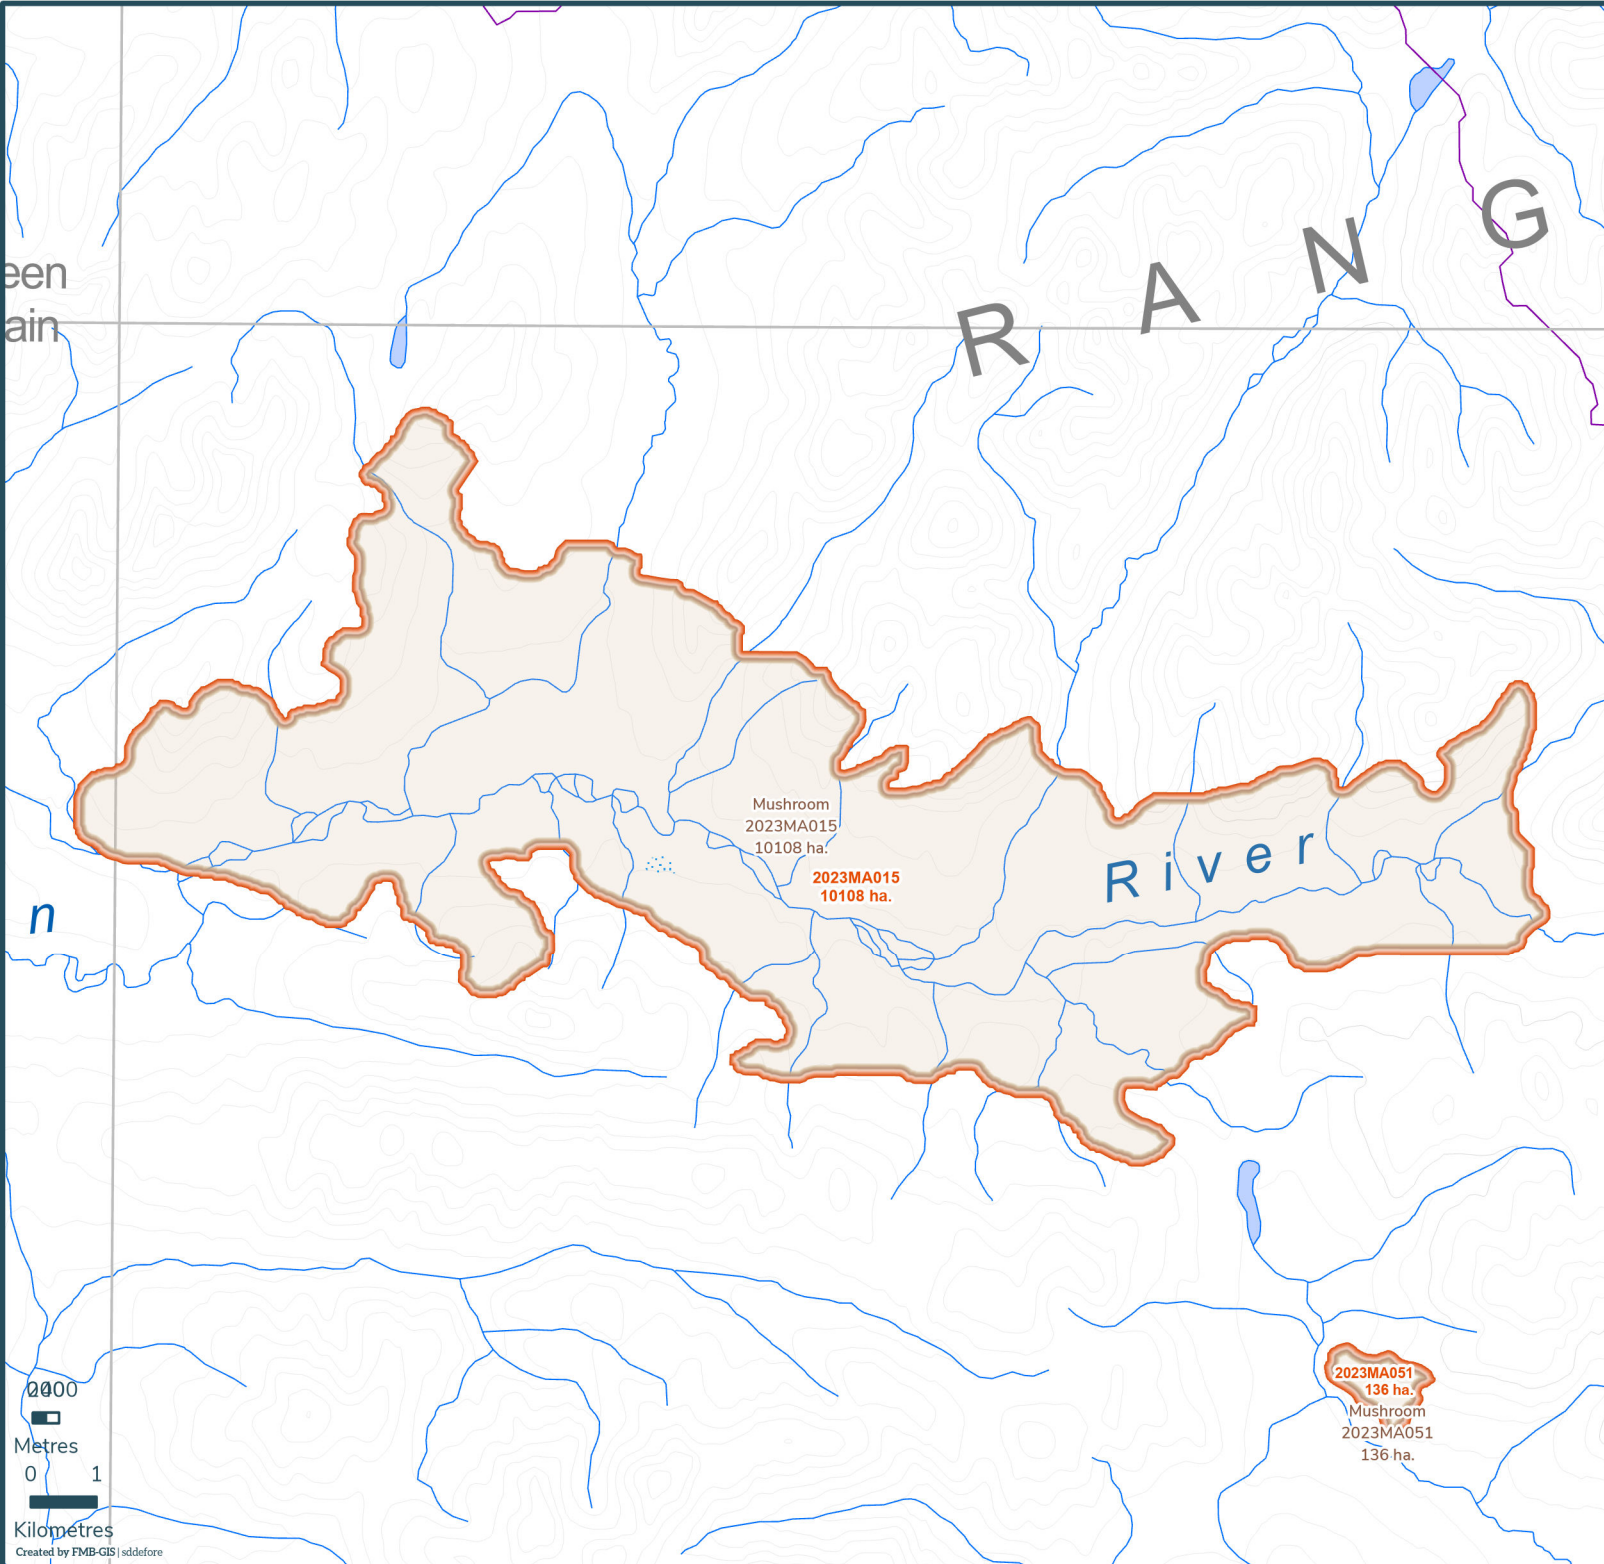 R A N G
een
ain
Mushroom
2023MA015
10108 ha.
2023MA015
10108 ha.
River
n
2023MA051
136 ha.
Mushroom
2023MA051
136 ha.
Metres
0 1
Kilometres
Created by FMB-GIS | sddefore